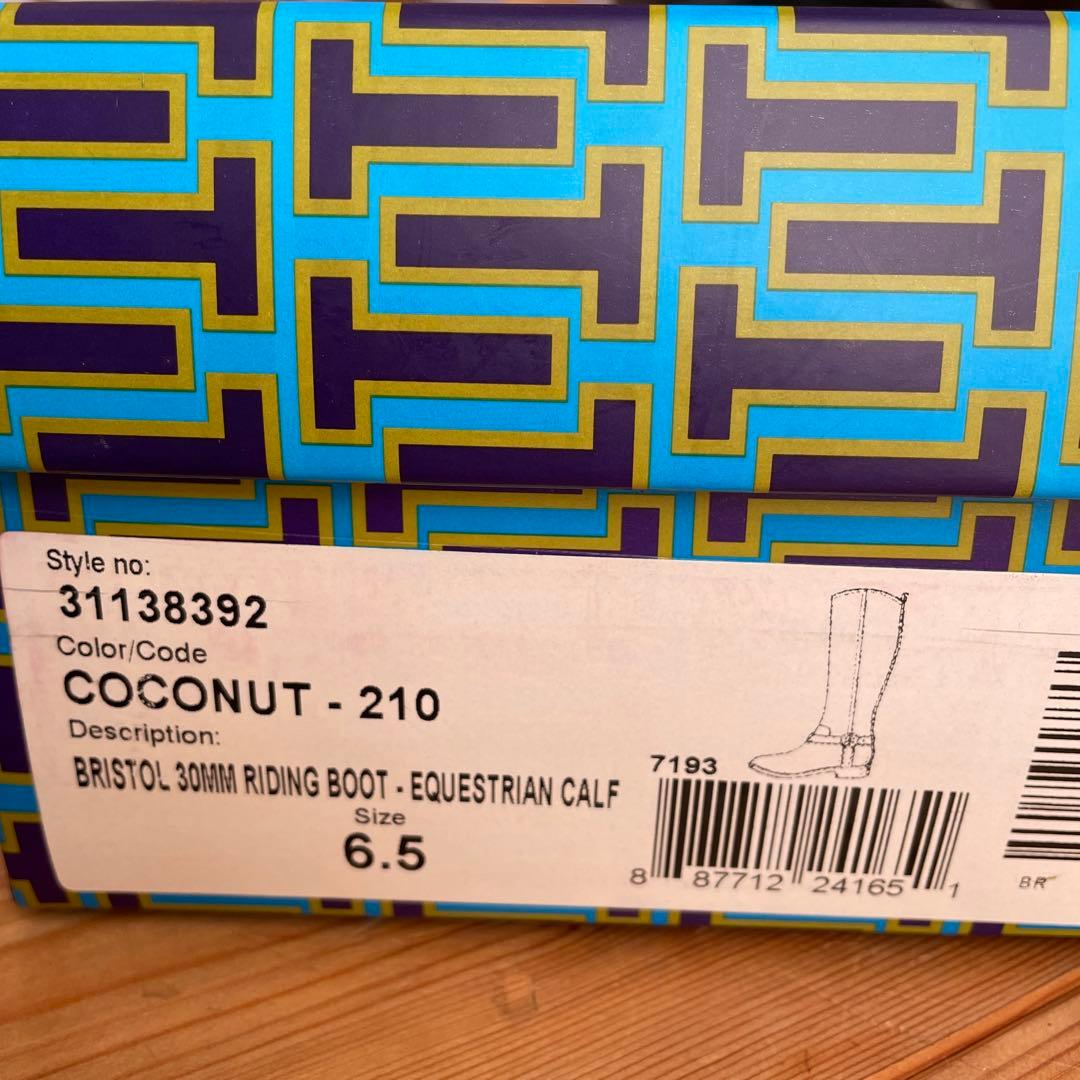 Style no:
31138392
Color/Code
COCONUT - 210
Description:
BRISTOL 30MM RIDING BOOT - EQUESTRIAN CALF
Size
6.5
7193
8 87712 24165 1
BR